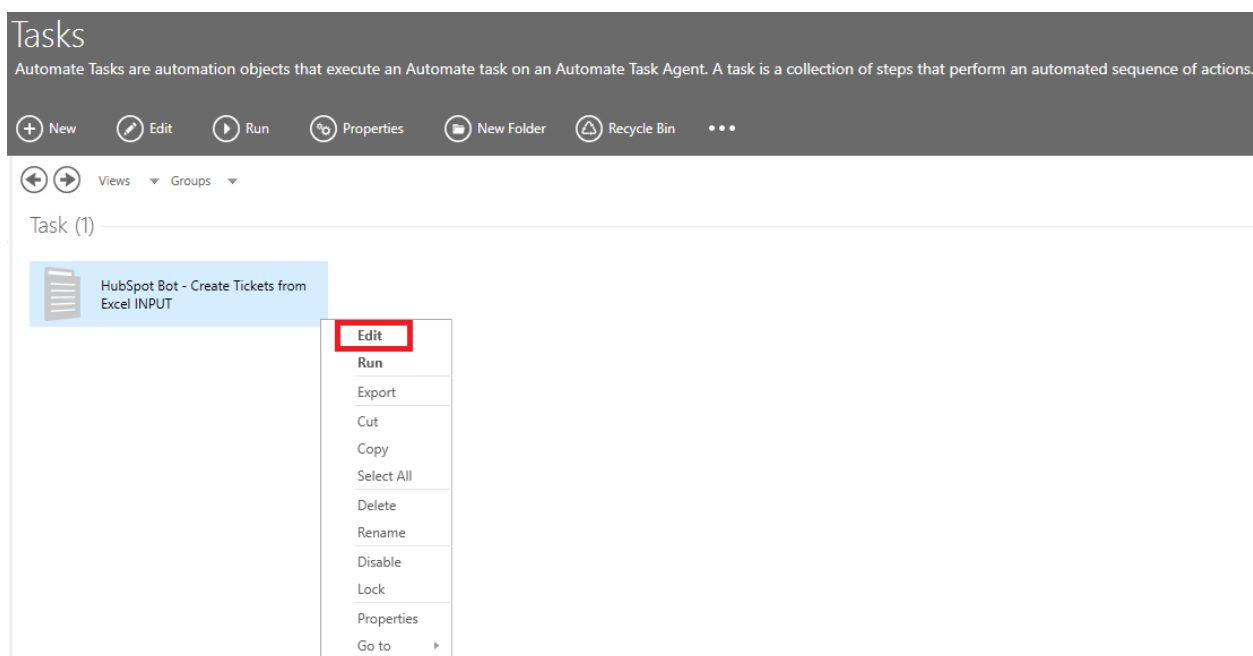 Tasks
Automate Tasks are automation objects that execute an Automate task on an Automate Task Agent. A task is a collection of steps that perform an automated sequence of actions.
New Edit Run Properties New Folder Recycle Bin
Views Groups
Task (1)
HubSpot Bot - Create Tickets from
Excel INPUT
Edit
Run
Export
Cut
Copy
Select All
Delete
Rename
Disable
Lock
Properties
Go to